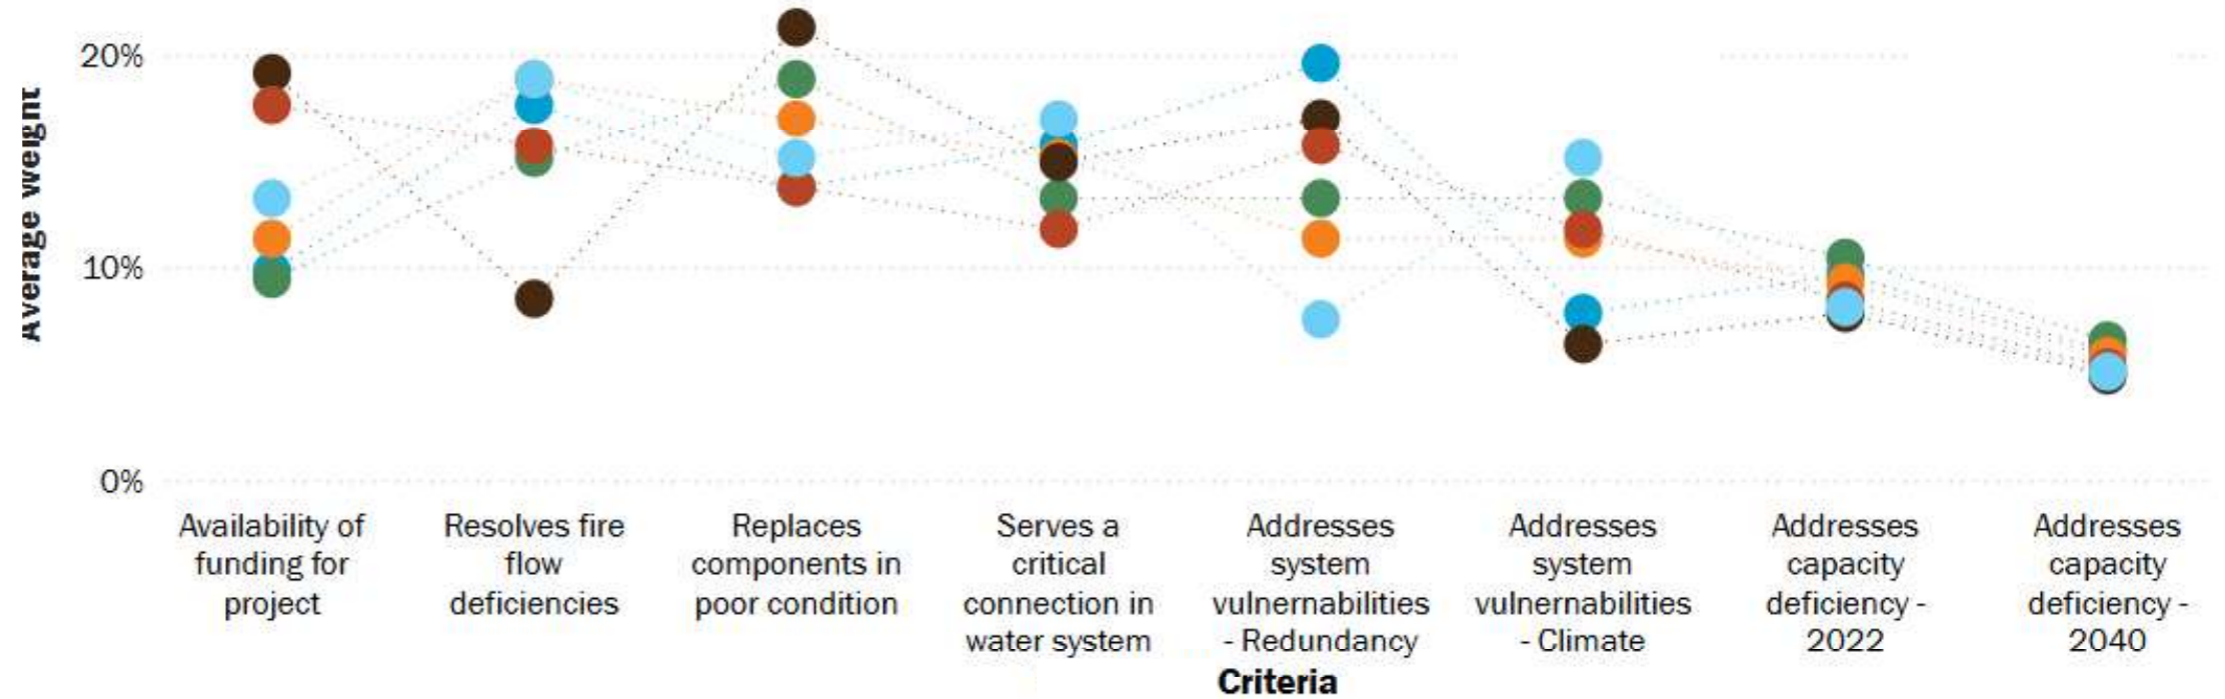 20%
10%
0%
Average weight
Availability of
funding for
project
Resolves fire
flow
deficiencies
Replaces
components in
poor condition
Serves a
critical
connection in
water system
Addresses
system
vulnernabilities
- Redundancy
Addresses
system
vulnernabilities
- Climate
Addresses
capacity
deficiency -
2022
Addresses
capacity
deficiency -
2040
Criteria